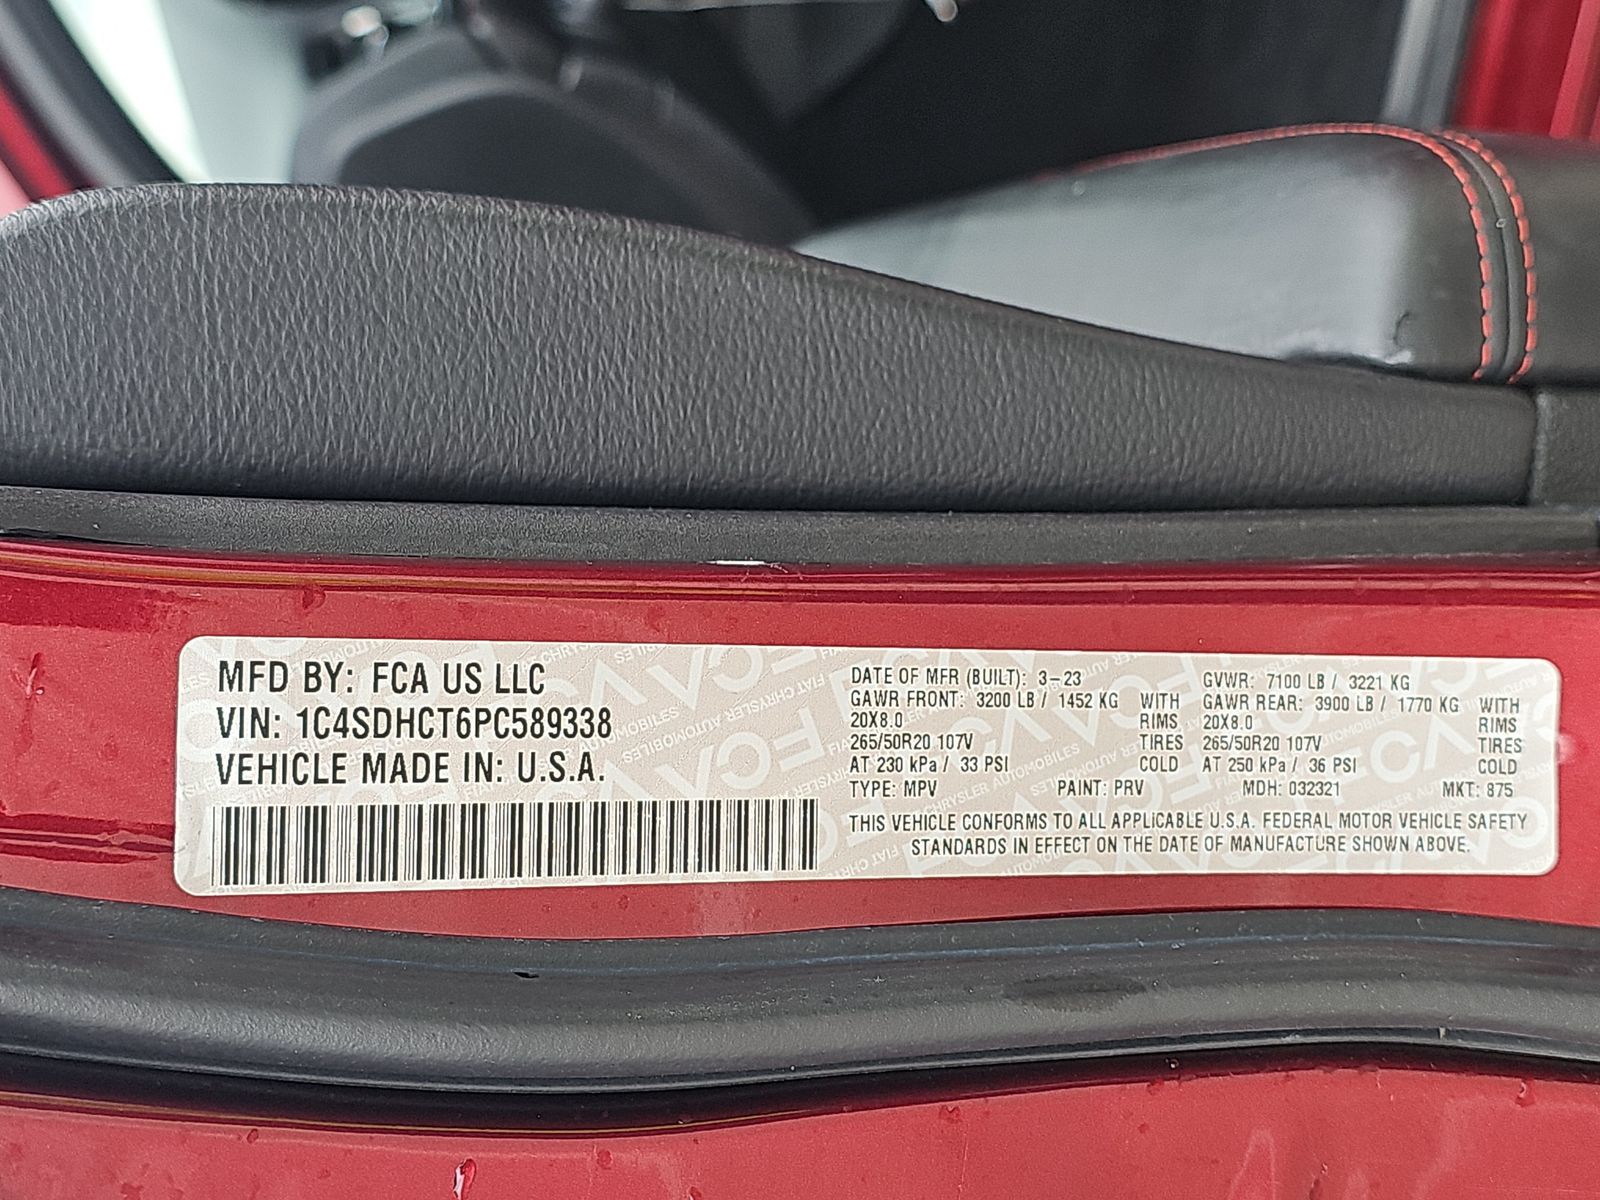 MFD BY: FCA US LLC
VIN: 1C4SDHCT6PC589338
VEHICLE MADE IN: U.S.A.
DATE OF MFR (BUILT): 3-23
GAWR FRONT: 3200 LB / 1452 KG WITH
20X8.0 RIMS
265/50R20 107V TIRES
AT 230 kPa / 33 PSI COLD
TYPE: MPV PAINT: PRV
GVWR: 7100 LB / 3221 KG
GAWR REAR: 3900 LB / 1770 KG WITH
20X8.0 RIMS
265/50R20 107V TIRES
AT 250 kPa / 36 PSI COLD
MDH: 032321 MKT: 875
THIS VEHICLE CONFORMS TO ALL APPLICABLE U.S.A. FEDERAL MOTOR VEHICLE SAFETY
STANDARDS IN EFFECT ON THE DATE OF MANUFACTURE SHOWN ABOVE.